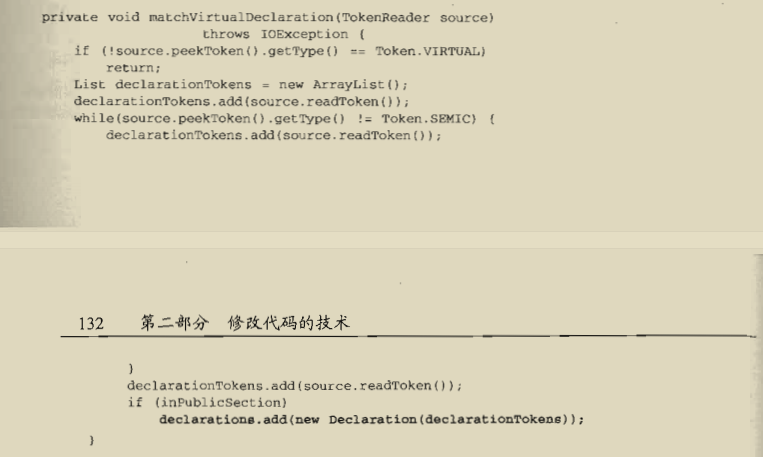 private void matchVirtualDeclaration(TokenReader source)
throws IOException {
if (!source.peekToken().getType() == Token.VIRTUAL)
return;
List declarationTokens = new ArrayList();
declarationTokens.add(source.readToken());
while(source.peekToken().getType() != Token.SEMIC) {
declarationTokens.add(source.readToken());
132 第二部分 修改代码的技术
}
declarationTokens.add(source.readToken());
if (inPublicSection)
declarations.add(new Declaration(declarationTokens));
}